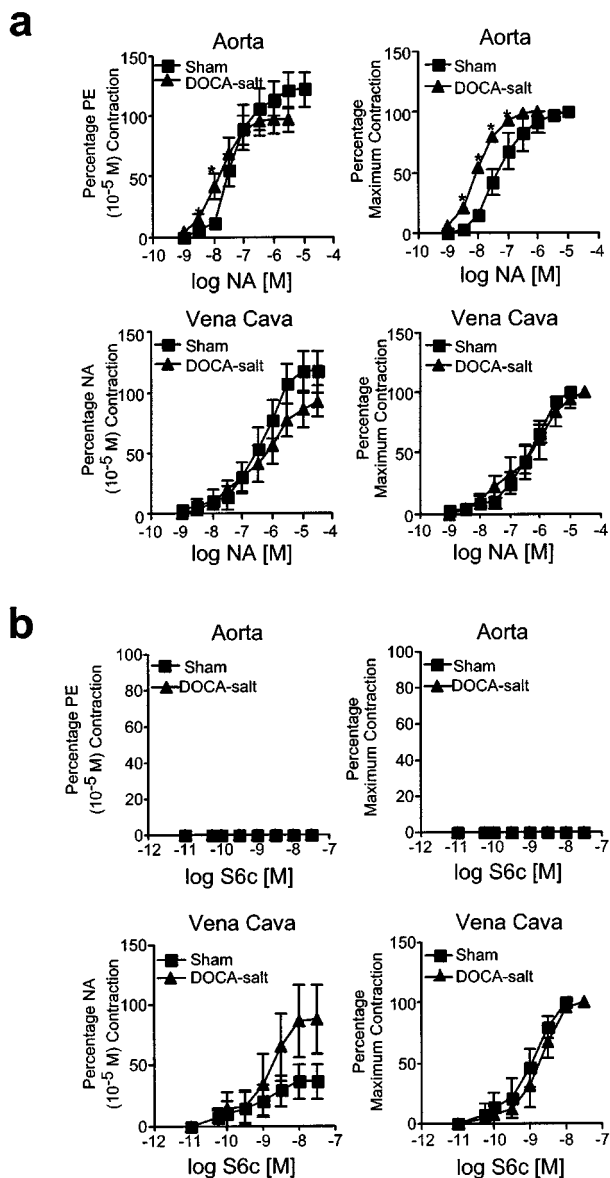 a
Aorta
Percentage PE
(10⁻⁵ M) Contraction
150
100
50
0
Sham
DOCA-salt
*
*
-10 -9 -8 -7 -6 -5 -4
log NA [M]
Aorta
Percentage
Maximum Contraction
150
100
50
0
Sham
DOCA-salt
*
*
*
*
-10 -9 -8 -7 -6 -5 -4
log NA [M]
Vena Cava
Percentage NA
(10⁻⁵ M) Contraction
150
100
50
0
Sham
DOCA-salt
-10 -9 -8 -7 -6 -5 -4
log NA [M]
Vena Cava
Percentage
Maximum Contraction
150
100
50
0
Sham
DOCA-salt
-10 -9 -8 -7 -6 -5 -4
log NA [M]
b
Aorta
Percentage PE
(10⁻⁵ M) Contraction
100
80
60
40
20
0
Sham
DOCA-salt
-12 -11 -10 -9 -8 -7
log S6c [M]
Aorta
Percentage
Maximum Contraction
100
80
60
40
20
0
Sham
DOCA-salt
-12 -11 -10 -9 -8 -7
log S6c [M]
Vena Cava
Percentage NA
(10⁻⁵ M) Contraction
150
100
50
0
Sham
DOCA-salt
-12 -11 -10 -9 -8 -7
log S6c [M]
Vena Cava
Percentage
Maximum Contraction
150
100
50
0
Sham
DOCA-salt
-12 -11 -10 -9 -8 -7
log S6c [M]